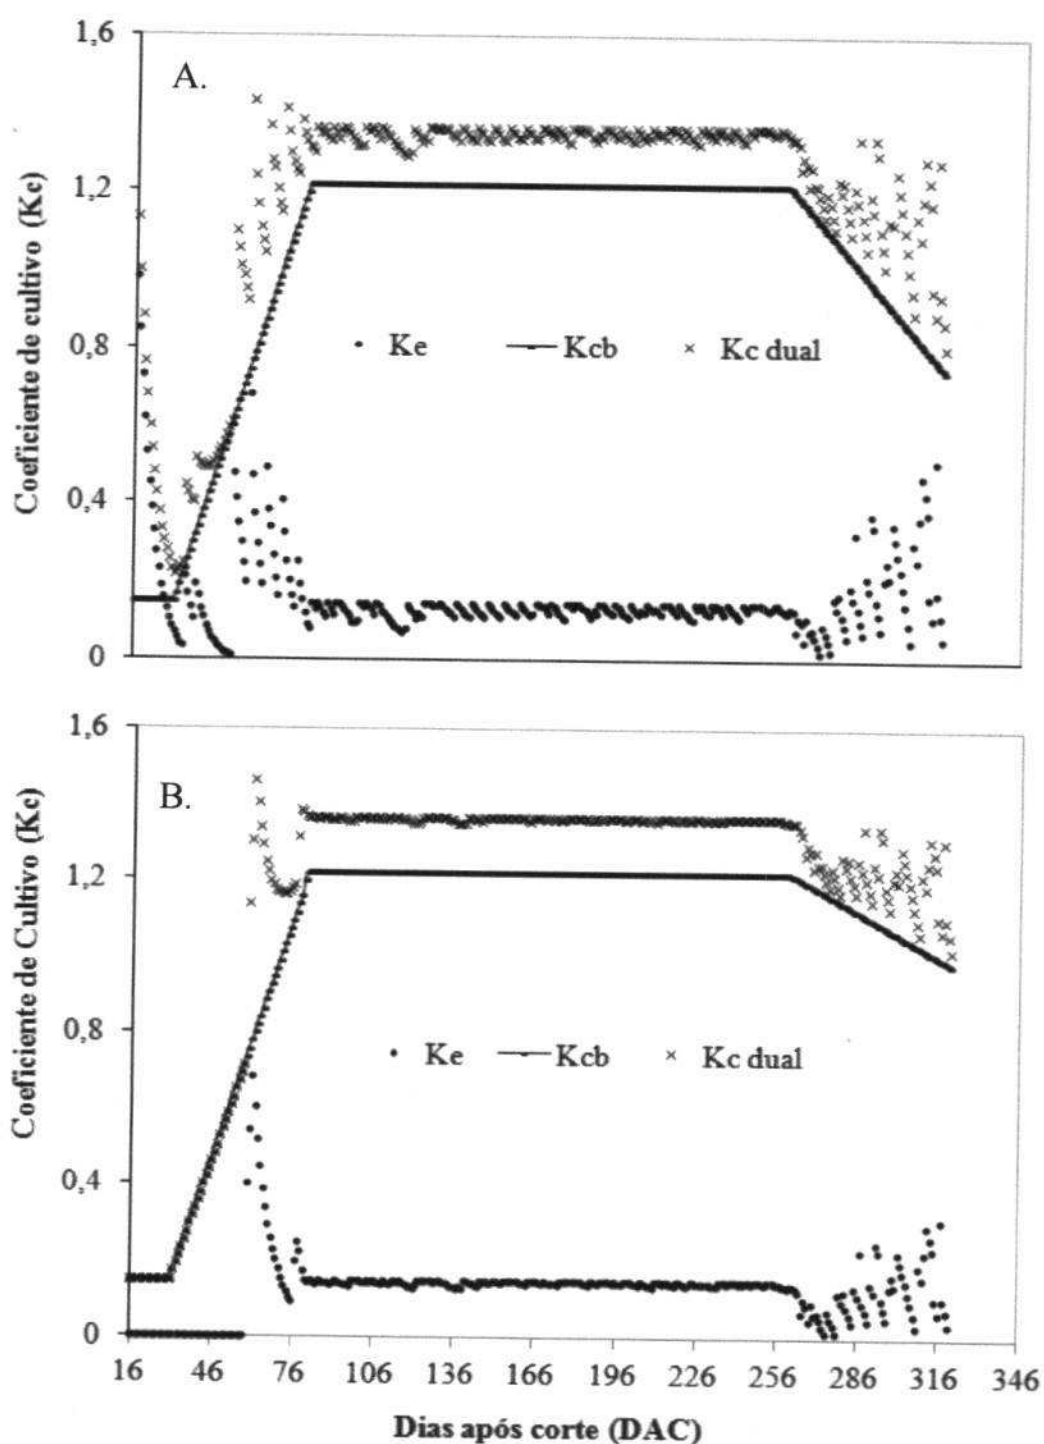 1,6
A.
1,2
0,8
0,4
0
Coeficiente de cultivo (Kc)
Ke Kcb Kc dual
1,6
B.
1,2
0,8
0,4
0
Coeficiente de Cultivo (Kc)
Ke Kcb Kc dual
16 46 76 106 136 166 196 226 256 286 316 346
Dias após corte (DAC)